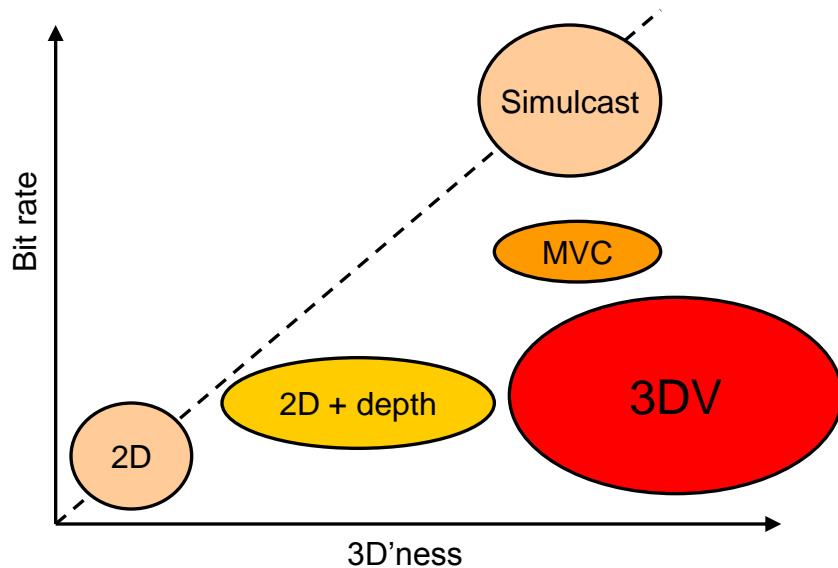 Simulcast
Bit rate
MVC
3DV
2D + depth
2D
3D'ness